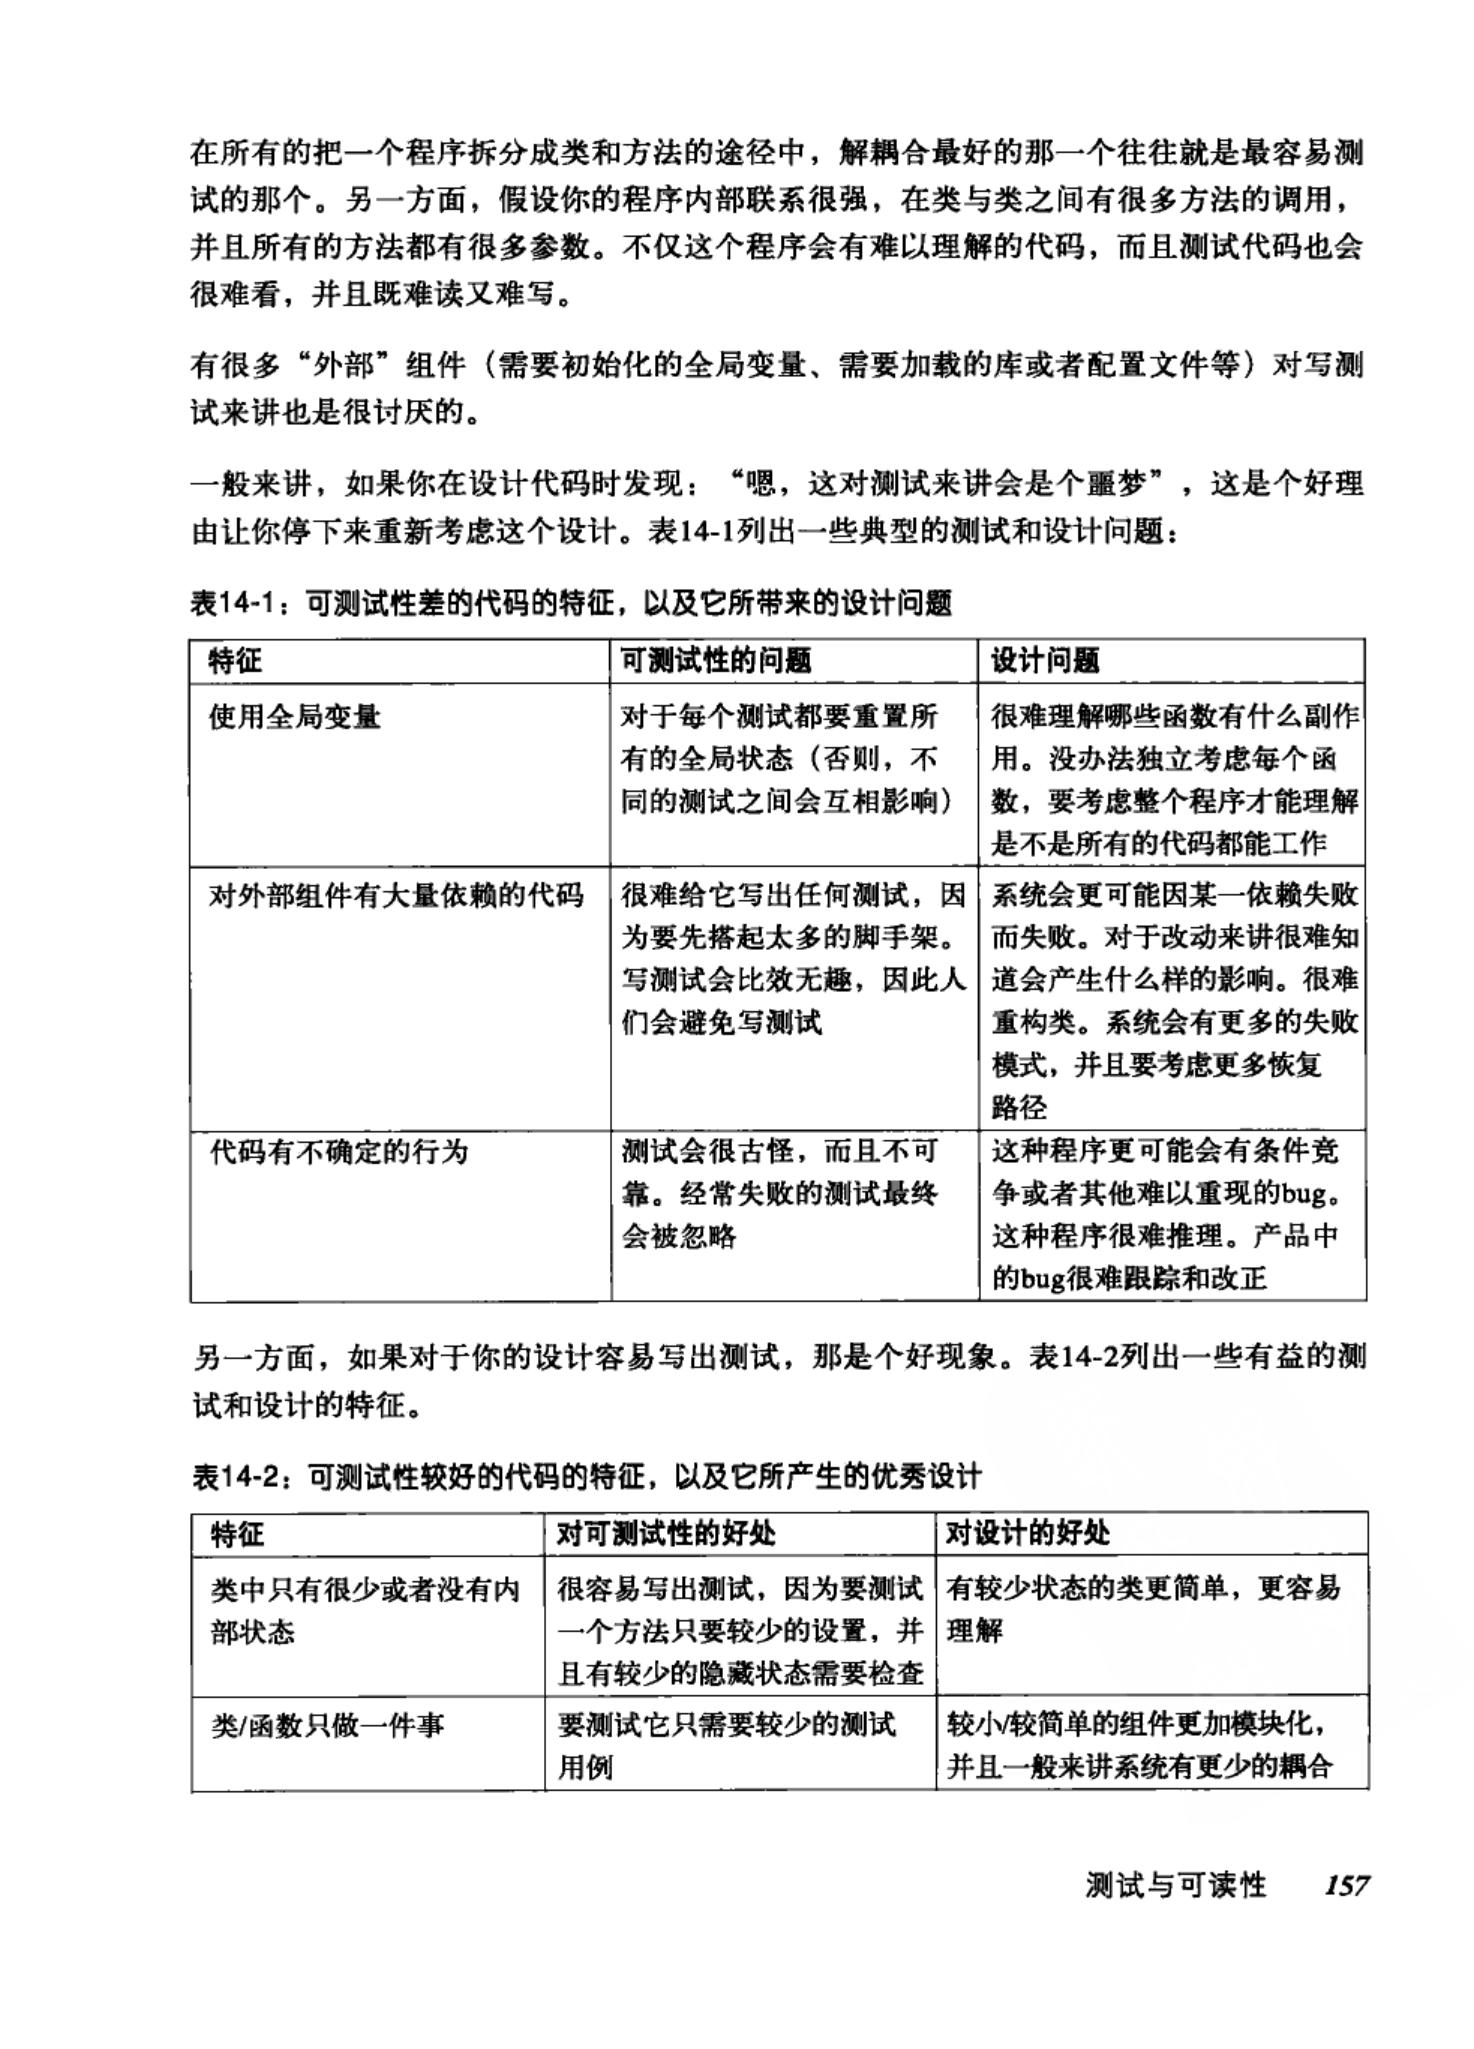 在所有的把一个程序拆分成类和方法的途径中，解耦合最好的那一个往往就是最容易测
试的那个。另一方面，假设你的程序内部联系很强，在类与类之间有很多方法的调用，
并且所有的方法都有很多参数。不仅这个程序会有难以理解的代码，而且测试代码也会
很难看，并且既难读又难写。
有很多“外部”组件（需要初始化的全局变量、需要加载的库或者配置文件等）对写测
试来讲也是很讨厌的。
一般来讲，如果你在设计代码时发现：“嗯，这对测试来讲会是个噩梦”，这是个好理
由让你停下来重新考虑这个设计。表14-1列出一些典型的测试和设计问题：
表14-1：可测试性差的代码的特征，以及它所带来的设计问题
特征 可测试性的问题 设计问题
使用全局变量 对于每个测试都要重置所 很难理解哪些函数有什么副作
有的全局状态（否则，不 用。没办法独立考虑每个函
同的测试之间会互相影响） 数，要考虑整个程序才能理解
是不是所有的代码都能工作
对外部组件有大量依赖的代码 很难给它写出任何测试，因 系统会更可能因某一依赖失败
为要先搭起太多的脚手架。 而失败。对于改动来讲很难知
写测试会比效无趣，因此人 道会产生什么样的影响。很难
们会避免写测试 重构类。系统会有更多的失败
模式，并且要考虑更多恢复
路径
代码有不确定的行为 测试会很古怪，而且不可 这种程序更可能会有条件竞
靠。经常失败的测试最终 争或者其他难以重现的bug。
会被忽略 这种程序很难推理。产品中
的bug很难跟踪和改正
另一方面，如果对于你的设计容易写出测试，那是个好现象。表14-2列出一些有益的测
试和设计的特征。
表14-2：可测试性较好的代码的特征，以及它所产生的优秀设计
特征 对可测试性的好处 对设计的好处
类中只有很少或者没有内 很容易写出测试，因为要测试 有较少状态的类更简单，更容易
部状态 一个方法只要较少的设置，并 理解
且有较少的隐藏状态需要检查
类/函数只做一件事 要测试它只需要较少的测试 较小/较简单的组件更加模块化，
用例 并且一般来讲系统有更少的耦合
测试与可读性 157